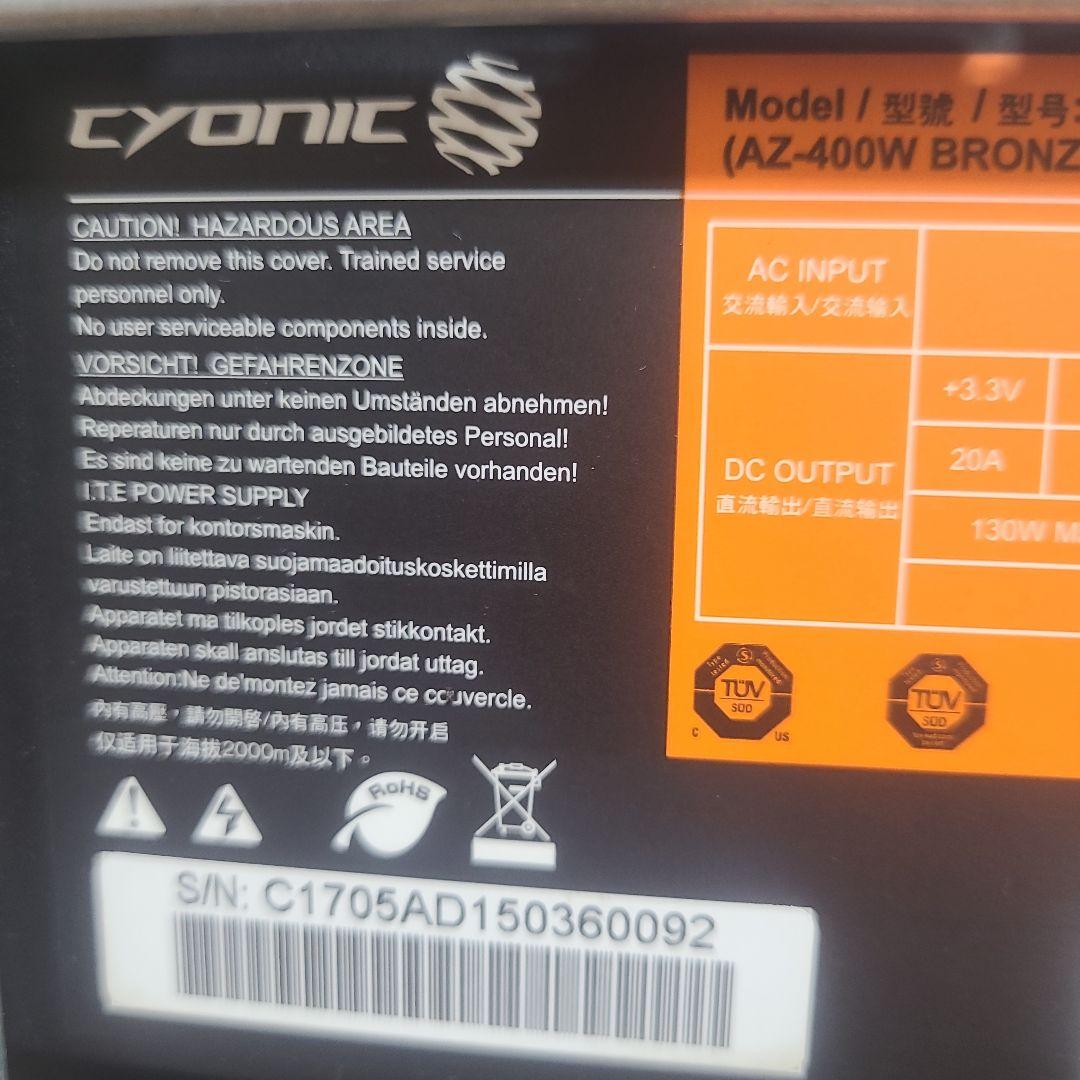 CYONIC
CAUTION! HAZARDOUS AREA
Do not remove this cover. Trained service
personnel only.
No user serviceable components inside.
VORSICHT! GEFAHRENZONE
Abdeckungen unter keinen Umständen abnehmen!
Reperaturen nur durch ausgebildetes Personal!
Es sind keine zu wartenden Bauteile vorhanden!
I.T.E POWER SUPPLY
Endast for kontorsmaskin.
Laite on liitettava suojamaadoituskoskettimilla
varustettuun pistorasiaan.
Apparatet ma tilkoples jordet stikkontakt.
Apparaten skall anslutas till jordat uttag.
Attention:Ne de'montez jamais ce couvercle.
內有高壓，請勿開啓/内有高压，请勿开启
仅适用于海拔2000m及以下。
RoHS
S/N: C1705AD150360092
Model / 型號 / 型号:
(AZ-400W BRONZ
AC INPUT
交流輸入/交流输入
DC OUTPUT
直流輸出/直流输出
+3.3V
20A
130W M
TÜV
SÜD
C US
TÜV
SÜD